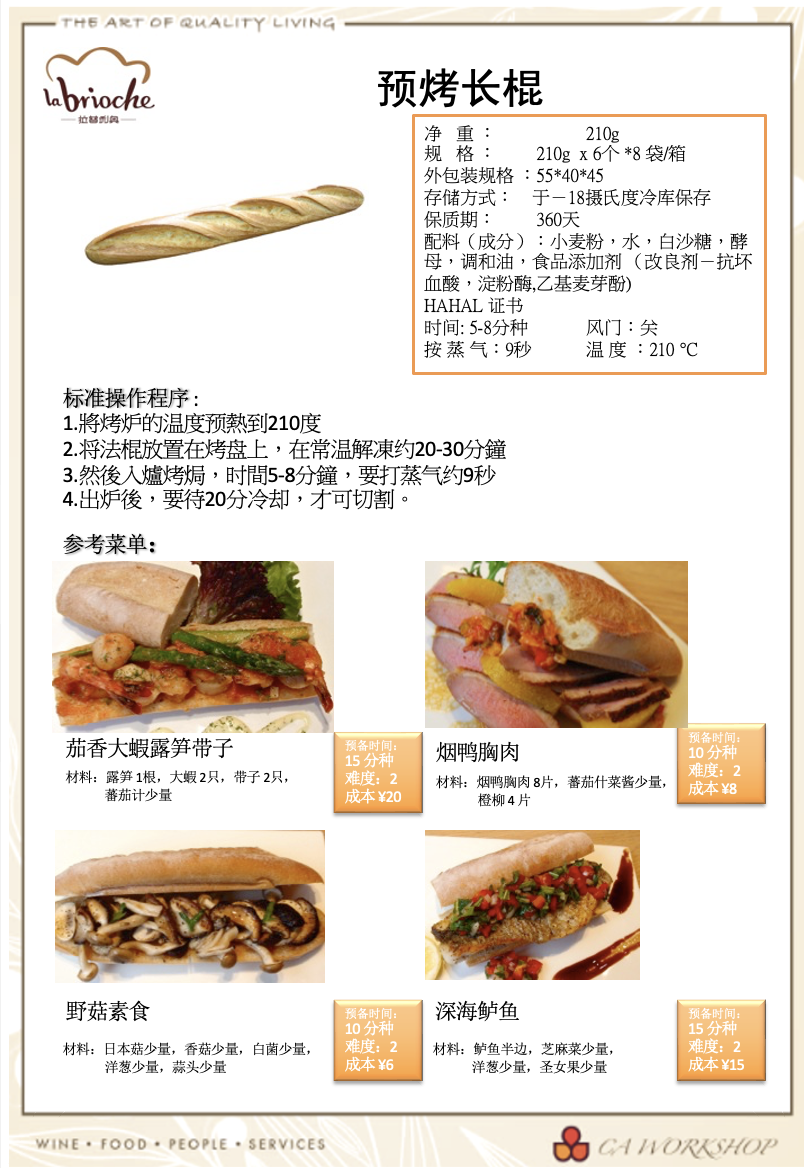 THE ART OF QUALITY LIVING
la brioche
预烤长棍
净 重： 210g
规 格： 210g x 6个 *8 袋/箱
外包装规格：55*40*45
存储方式： 于－18摄氏度冷库保存
保质期： 360天
配料（成分）：小麦粉，水，白沙糖，酵
母，调和油，食品添加剂（改良剂－抗坏
血酸，淀粉酶,乙基麦芽酚)
HAHAL 证书
时间: 5-8分种 风门：关
按 蒸 气：9秒 温 度 ：210 ℃
标准操作程序 :
1.將烤炉的温度预熱到210度
2.将法棍放置在烤盘上，在常温解凍约20-30分鐘
3.然後入爐烤焗，时間5-8分鐘，要打蒸气约9秒
4.出炉後，要待20分冷却，才可切割。
参考菜单：
茄香大蝦露笋带子
材料：露笋 1根，大蝦 2只，带子 2只，
蕃茄计少量
预备时间：
15 分种
难度：2
成本 ¥20
烟鸭胸肉
材料：烟鸭胸肉 8片，蕃茄什菜酱少量，
橙柳 4 片
预备时间：
10 分种
难度：2
成本 ¥8
野菇素食
材料：日本菇少量，香菇少量，白菌少量，
洋葱少量，蒜头少量
预备时间：
10 分种
难度：2
成本 ¥6
深海鲈鱼
材料：鲈鱼半边，芝麻菜少量，
洋葱少量，圣女果少量
预备时间：
15 分种
难度：2
成本 ¥15
WINE • FOOD • PEOPLE • SERVICES
CA WORKSHOP